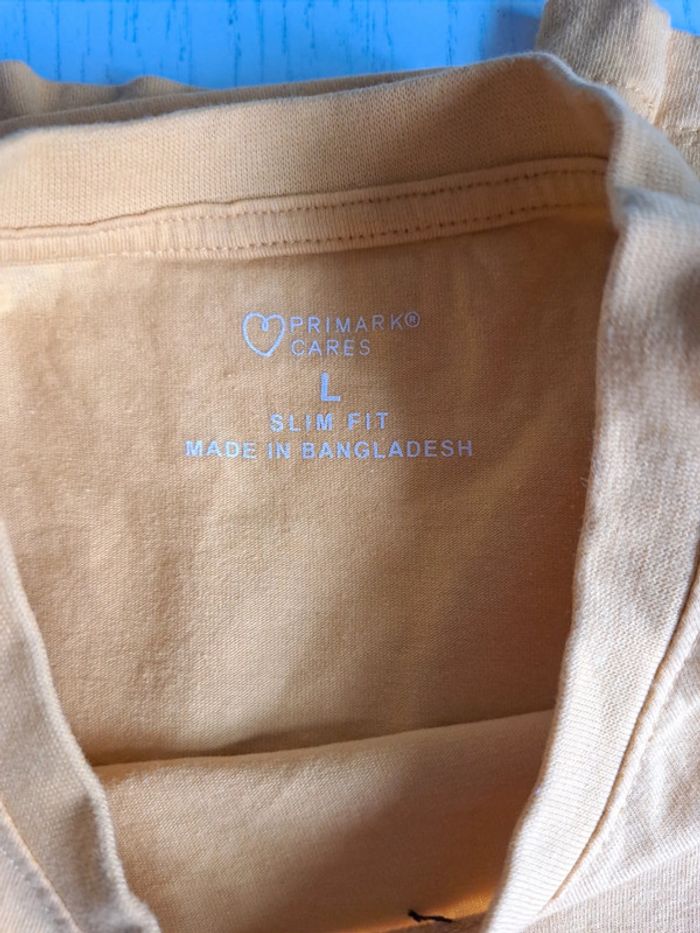 PRIMARK®
CARES
L
SLIM FIT
MADE IN BANGLADESH